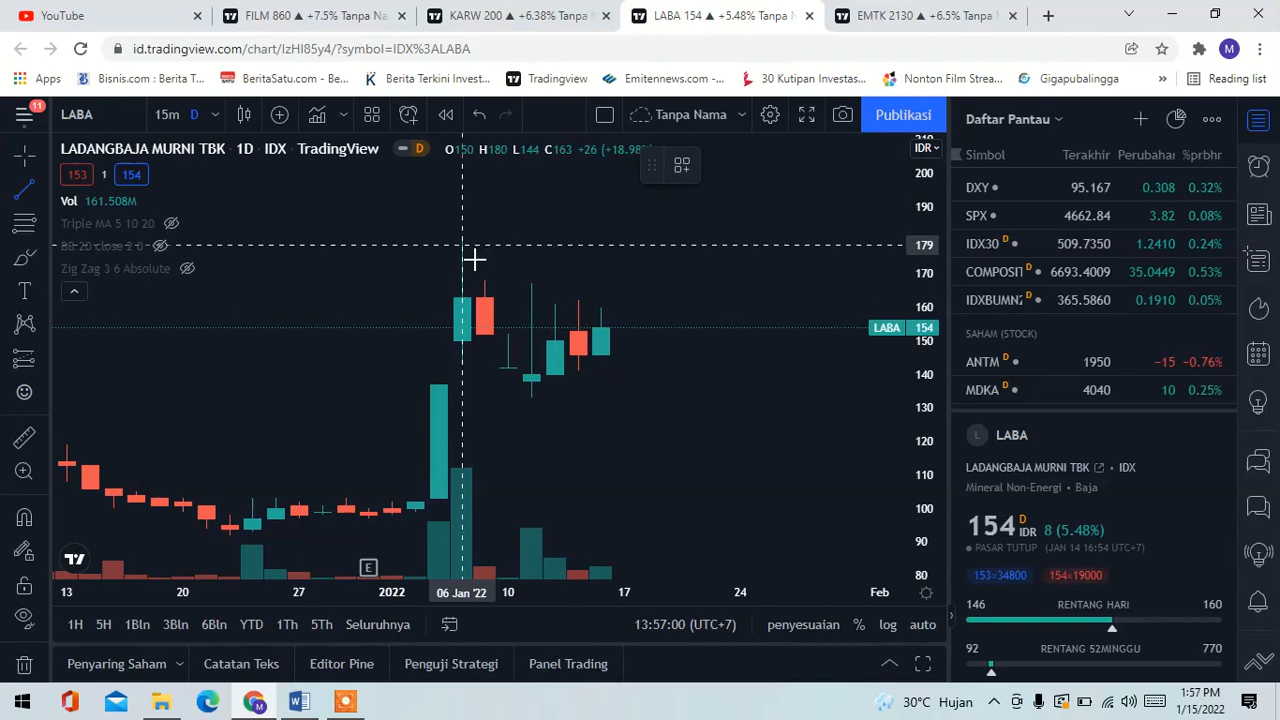 YouTube
FILM 860 ▲ +7.5% Tanpa Na
KARW 200 ▲ +6.38% Tanpa
LABA 154 ▲ +5.48% Tanpa N
EMTK 2130 ▲ +6.5% Tanpa N
id.tradingview.com/chart/IzHI85y4/?symbol=IDX%3ALABA
M
Apps
Bisnis.com : Berita T...
BeritaSatu.com - Be...
Berita Terkini Invest...
Tradingview
Emitennews.com -...
30 Kutipan Investas...
Nonton Film Strea...
Gigapubalingga
»
Reading list
11
LABA
15m
D
Tanpa Nama
Publikasi
Daftar Pantau
LADANGBAJA MURNI TBK • 1D • IDX TradingView
D
O150 H180 L144 C163 +26 (+18.98%)
IDR
153
1
154
Vol 161.508M
Triple MA 5 10 20
BB 20 close 2 0
Zig Zag 3 6 Absolute
210
200
190
179
170
160
LABA 154
150
140
130
120
110
100
90
80
E
13
20
27
2022
06 Jan '22
10
17
24
Feb
1H
5H
1Bln
3Bln
6Bln
YTD
1Th
5Th
Seluruhnya
13:57:00 (UTC+7)
penyesuaian
%
log
auto
Penyaring Saham
Catatan Teks
Editor Pine
Penguji Strategi
Panel Trading
Simbol Terakhir Perubahan %prbhr
DXY 95.167 0.308 0.32%
SPX 4662.84 3.82 0.08%
IDX30 D 509.7350 1.2410 0.24%
COMPOSIT D 6693.4009 35.0449 0.53%
IDXBUMN2 D 365.5860 0.1910 0.05%
SAHAM (STOCK)
ANTM D 1950 −15 −0.76%
MDKA D 4040 10 0.25%
L LABA
LADANGBAJA MURNI TBK • IDX
Mineral Non-Energi • Baja
154 D IDR 8 (5.48%)
PASAR TUTUP (JAN 14 16:54 UTC+7)
153×34800
154×19000
146 RENTANG HARI 160
92 RENTANG 52MINGGU 770
30°C Hujan
1:57 PM
1/15/2022